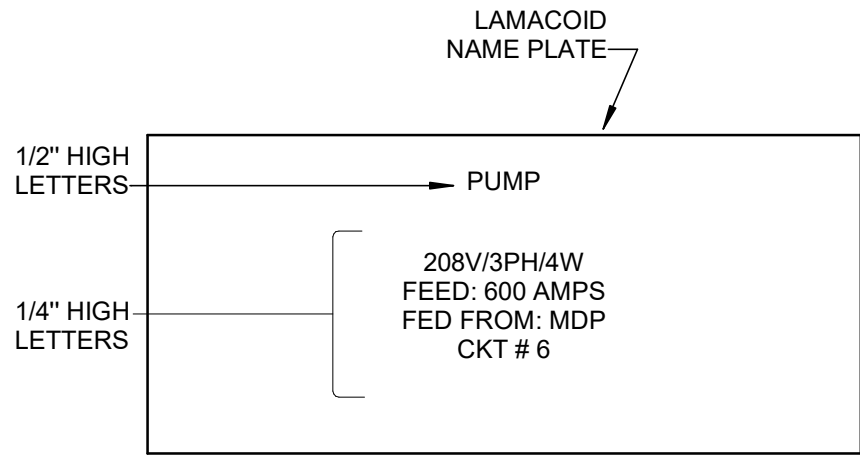 LAMACOID
NAME PLATE
1/2" HIGH
LETTERS
PUMP
1/4" HIGH
LETTERS
208V/3PH/4W
FEED: 600 AMPS
FED FROM: MDP
CKT # 6